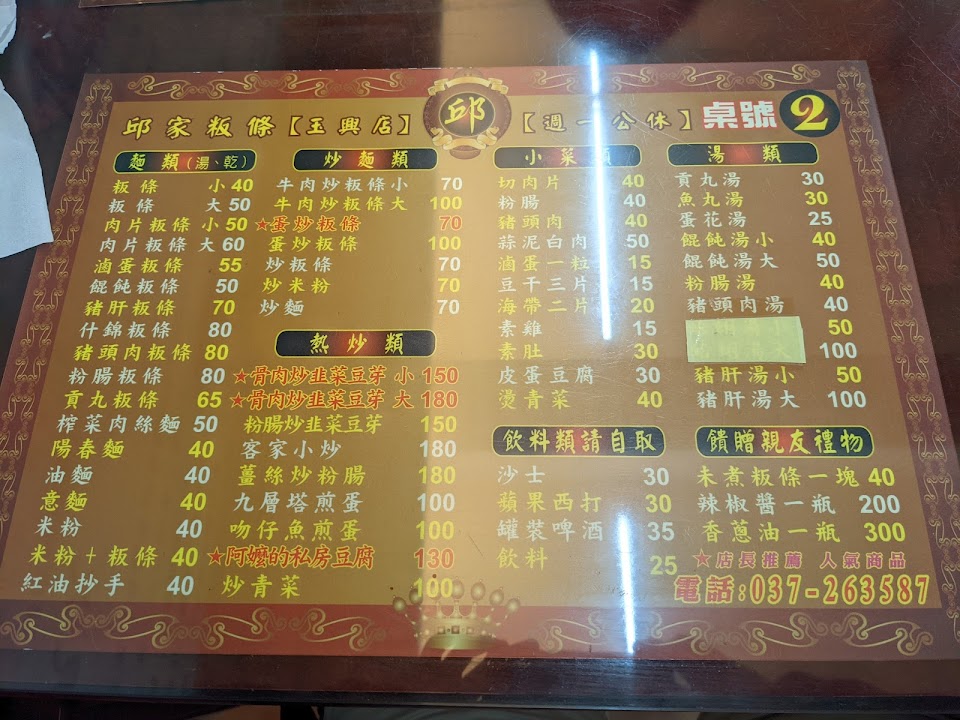 邱家粄條【玉興店】
邱
【週一公休】
桌號 2
麵類(湯、乾)
粄條 小 40
粄條 大 50
肉片粄條 小 50
肉片粄條 大 60
滷蛋粄條 55
餛飩粄條 50
豬肝粄條 70
什錦粄條 80
豬頭肉粄條 80
粉腸粄條 80
貢丸粄條 65
榨菜肉絲麵 50
陽春麵 40
油麵 40
意麵 40
米粉 40
米粉+粄條 40
紅油抄手 40
炒麵類
牛肉炒粄條小 70
牛肉炒粄條大 100
★蛋炒粄條 70
蛋炒粄條 100
炒粄條 70
炒米粉 70
炒麵 70
熱炒類
★骨肉炒韭菜豆芽 小 150
★骨肉炒韭菜豆芽 大 180
粉腸炒韭菜豆芽 150
客家小炒 180
薑絲炒粉腸 180
九層塔煎蛋 100
吻仔魚煎蛋 100
★阿嬤的私房豆腐 130
炒青菜 100
小菜類
切肉片 40
粉腸 40
豬頭肉 40
蒜泥白肉 50
滷蛋一粒 15
豆干三片 15
海帶二片 20
素雞 15
素肚 30
皮蛋豆腐 30
燙青菜 40
飲料類請自取
沙士 30
蘋果西打 30
罐裝啤酒 35
飲料 25
湯類
貢丸湯 30
魚丸湯 30
蛋花湯 25
餛飩湯小 40
餛飩湯大 50
粉腸湯 40
豬頭肉湯 40
50
100
豬肝湯小 50
豬肝湯大 100
饋贈親友禮物
未煮粄條一塊 40
辣椒醬一瓶 200
香蔥油一瓶 300
★店長推薦 人氣商品
電話:037-263587